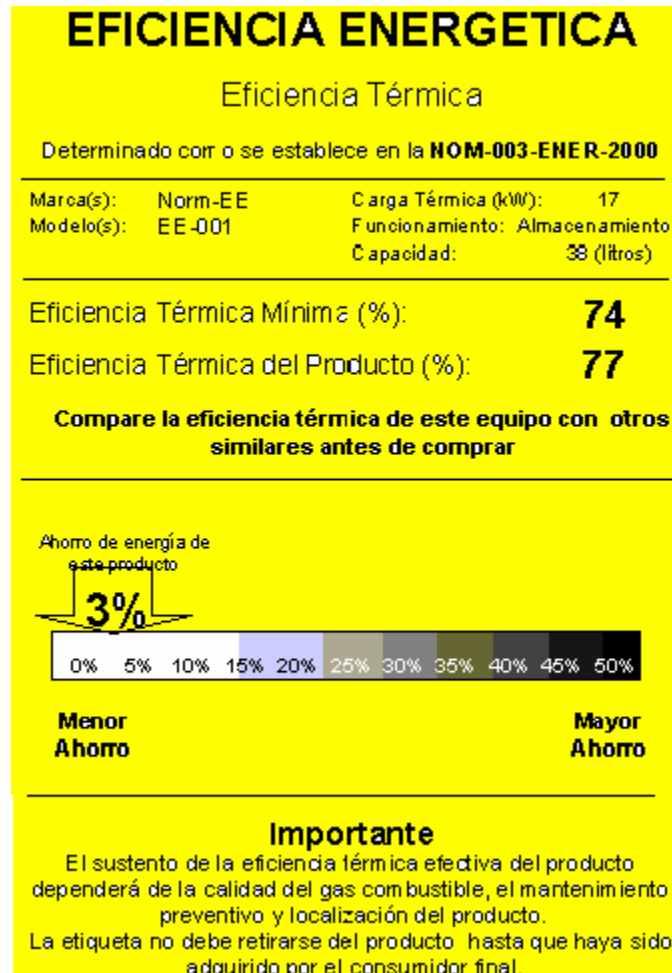 EFICIENCIA ENERGETICA
Eficiencia Térmica
Determinado como se establece en la NOM-003-ENER-2000
Marca(s): Norm-EE Carga Térmica (kW): 17
Modelo(s): EE-001 Funcionamiento: Almacenamiento
Capacidad: 38 (litros)
Eficiencia Térmica Mínima (%): 74
Eficiencia Térmica del Producto (%): 77
Compare la eficiencia térmica de este equipo con otros
similares antes de comprar
Ahorro de energía de
este producto
3%
0% 5% 10% 15% 20% 25% 30% 35% 40% 45% 50%
Menor Mayor
Ahorro Ahorro
Importante
El sustento de la eficiencia térmica efectiva del producto
dependerá de la calidad del gas combustible, el mantenimiento
preventivo y localización del producto.
La etiqueta no debe retirarse del producto hasta que haya sido
adquirido por el consumidor final.